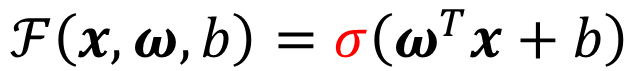 ℱ(𝒙, 𝝎, 𝑏) = 𝜎(𝝎ᵀ𝒙 + 𝑏)